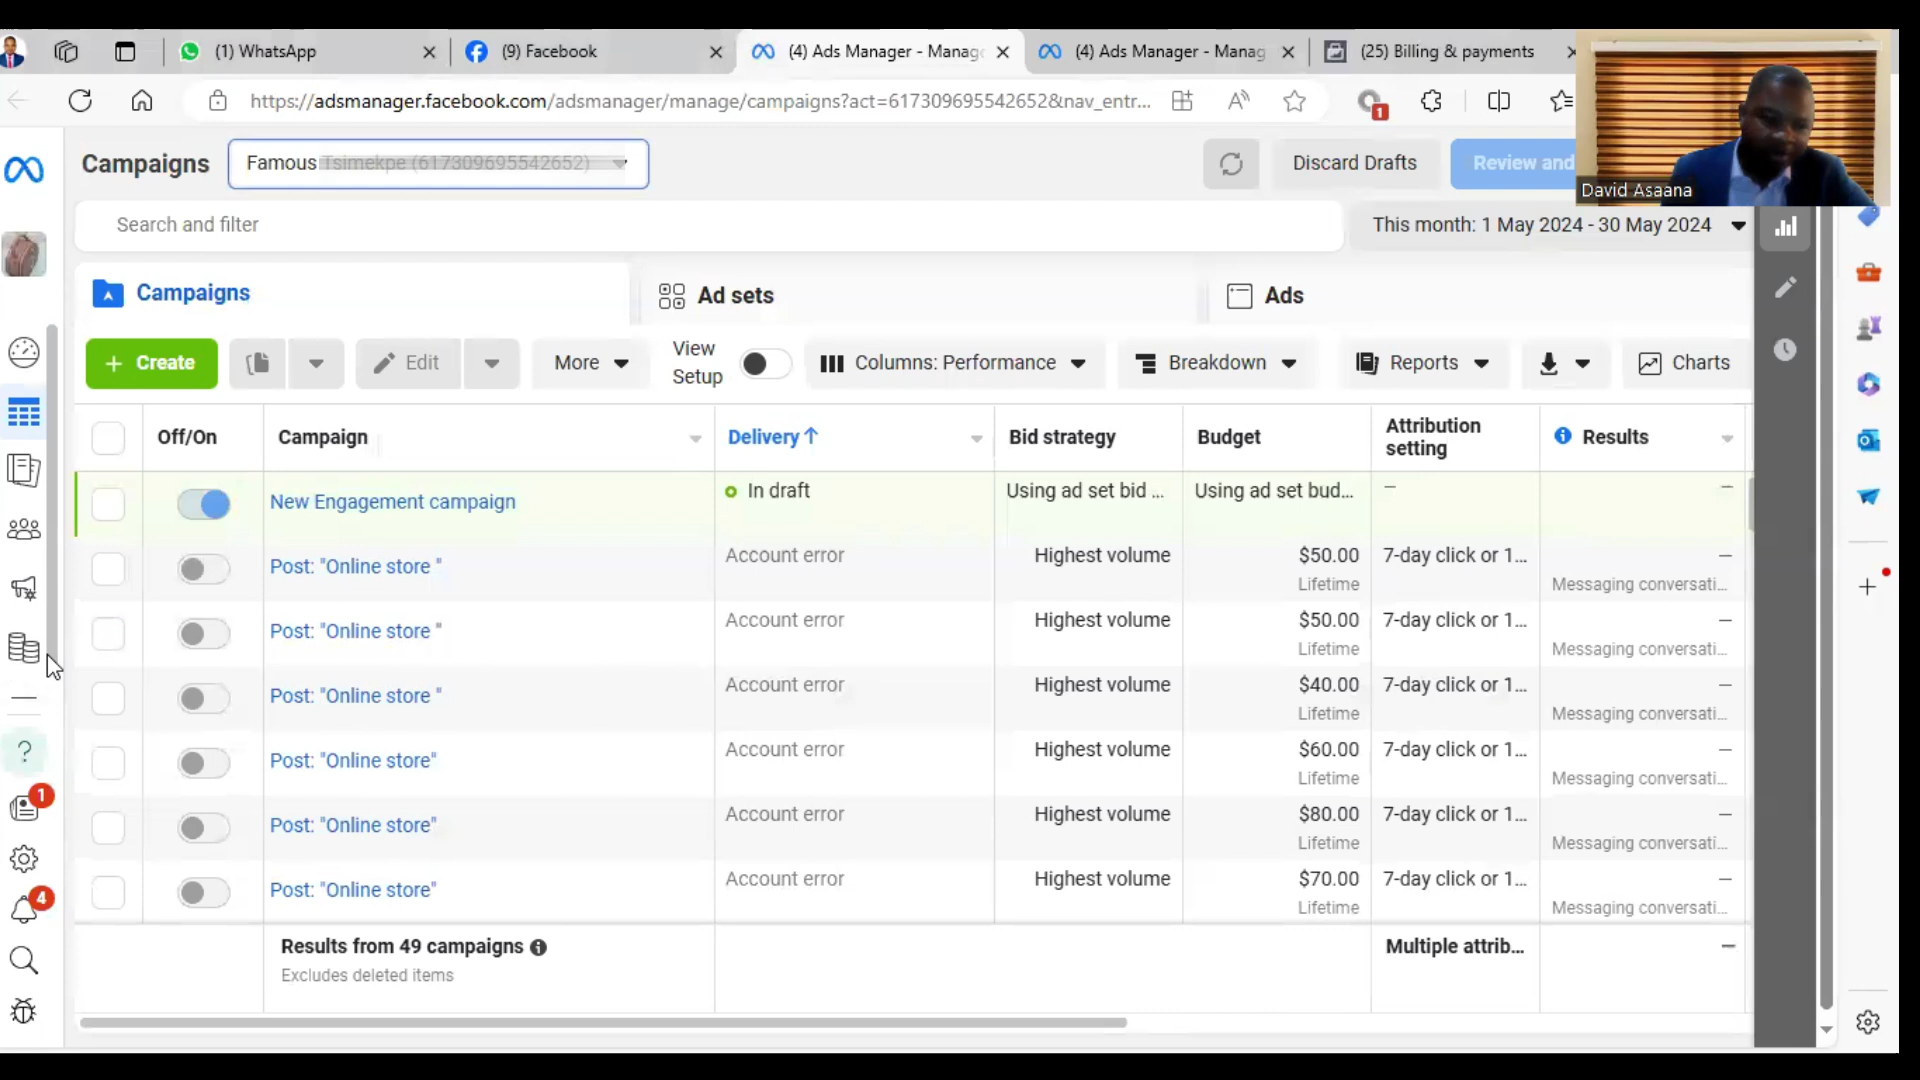 (1) WhatsApp
(9) Facebook
(4) Ads Manager - Manag
(4) Ads Manager - Manag
(25) Billing & payments
https://adsmanager.facebook.com/adsmanager/manage/campaigns?act=617309695542652&nav_entr...
1
Campaigns
Famous Tsimekpe (617309695542652)
Discard Drafts
Review and
David Asaana
Search and filter
This month: 1 May 2024 - 30 May 2024
Campaigns
Ad sets
Ads
+ Create
Edit
More
View Setup
Columns: Performance
Breakdown
Reports
Charts
Off/On
Campaign
Delivery ↑
Bid strategy
Budget
Attribution setting
Results
New Engagement campaign
In draft
Using ad set bid ...
Using ad set bud...
—
—
Post: "Online store "
Account error
Highest volume
$50.00
Lifetime
7-day click or 1...
—
Messaging conversati...
Post: "Online store "
Account error
Highest volume
$50.00
Lifetime
7-day click or 1...
—
Messaging conversati...
Post: "Online store "
Account error
Highest volume
$40.00
Lifetime
7-day click or 1...
—
Messaging conversati...
Post: "Online store"
Account error
Highest volume
$60.00
Lifetime
7-day click or 1...
—
Messaging conversati...
Post: "Online store"
Account error
Highest volume
$80.00
Lifetime
7-day click or 1...
—
Messaging conversati...
Post: "Online store"
Account error
Highest volume
$70.00
Lifetime
7-day click or 1...
—
Messaging conversati...
Results from 49 campaigns
Excludes deleted items
Multiple attrib...
—
1
4